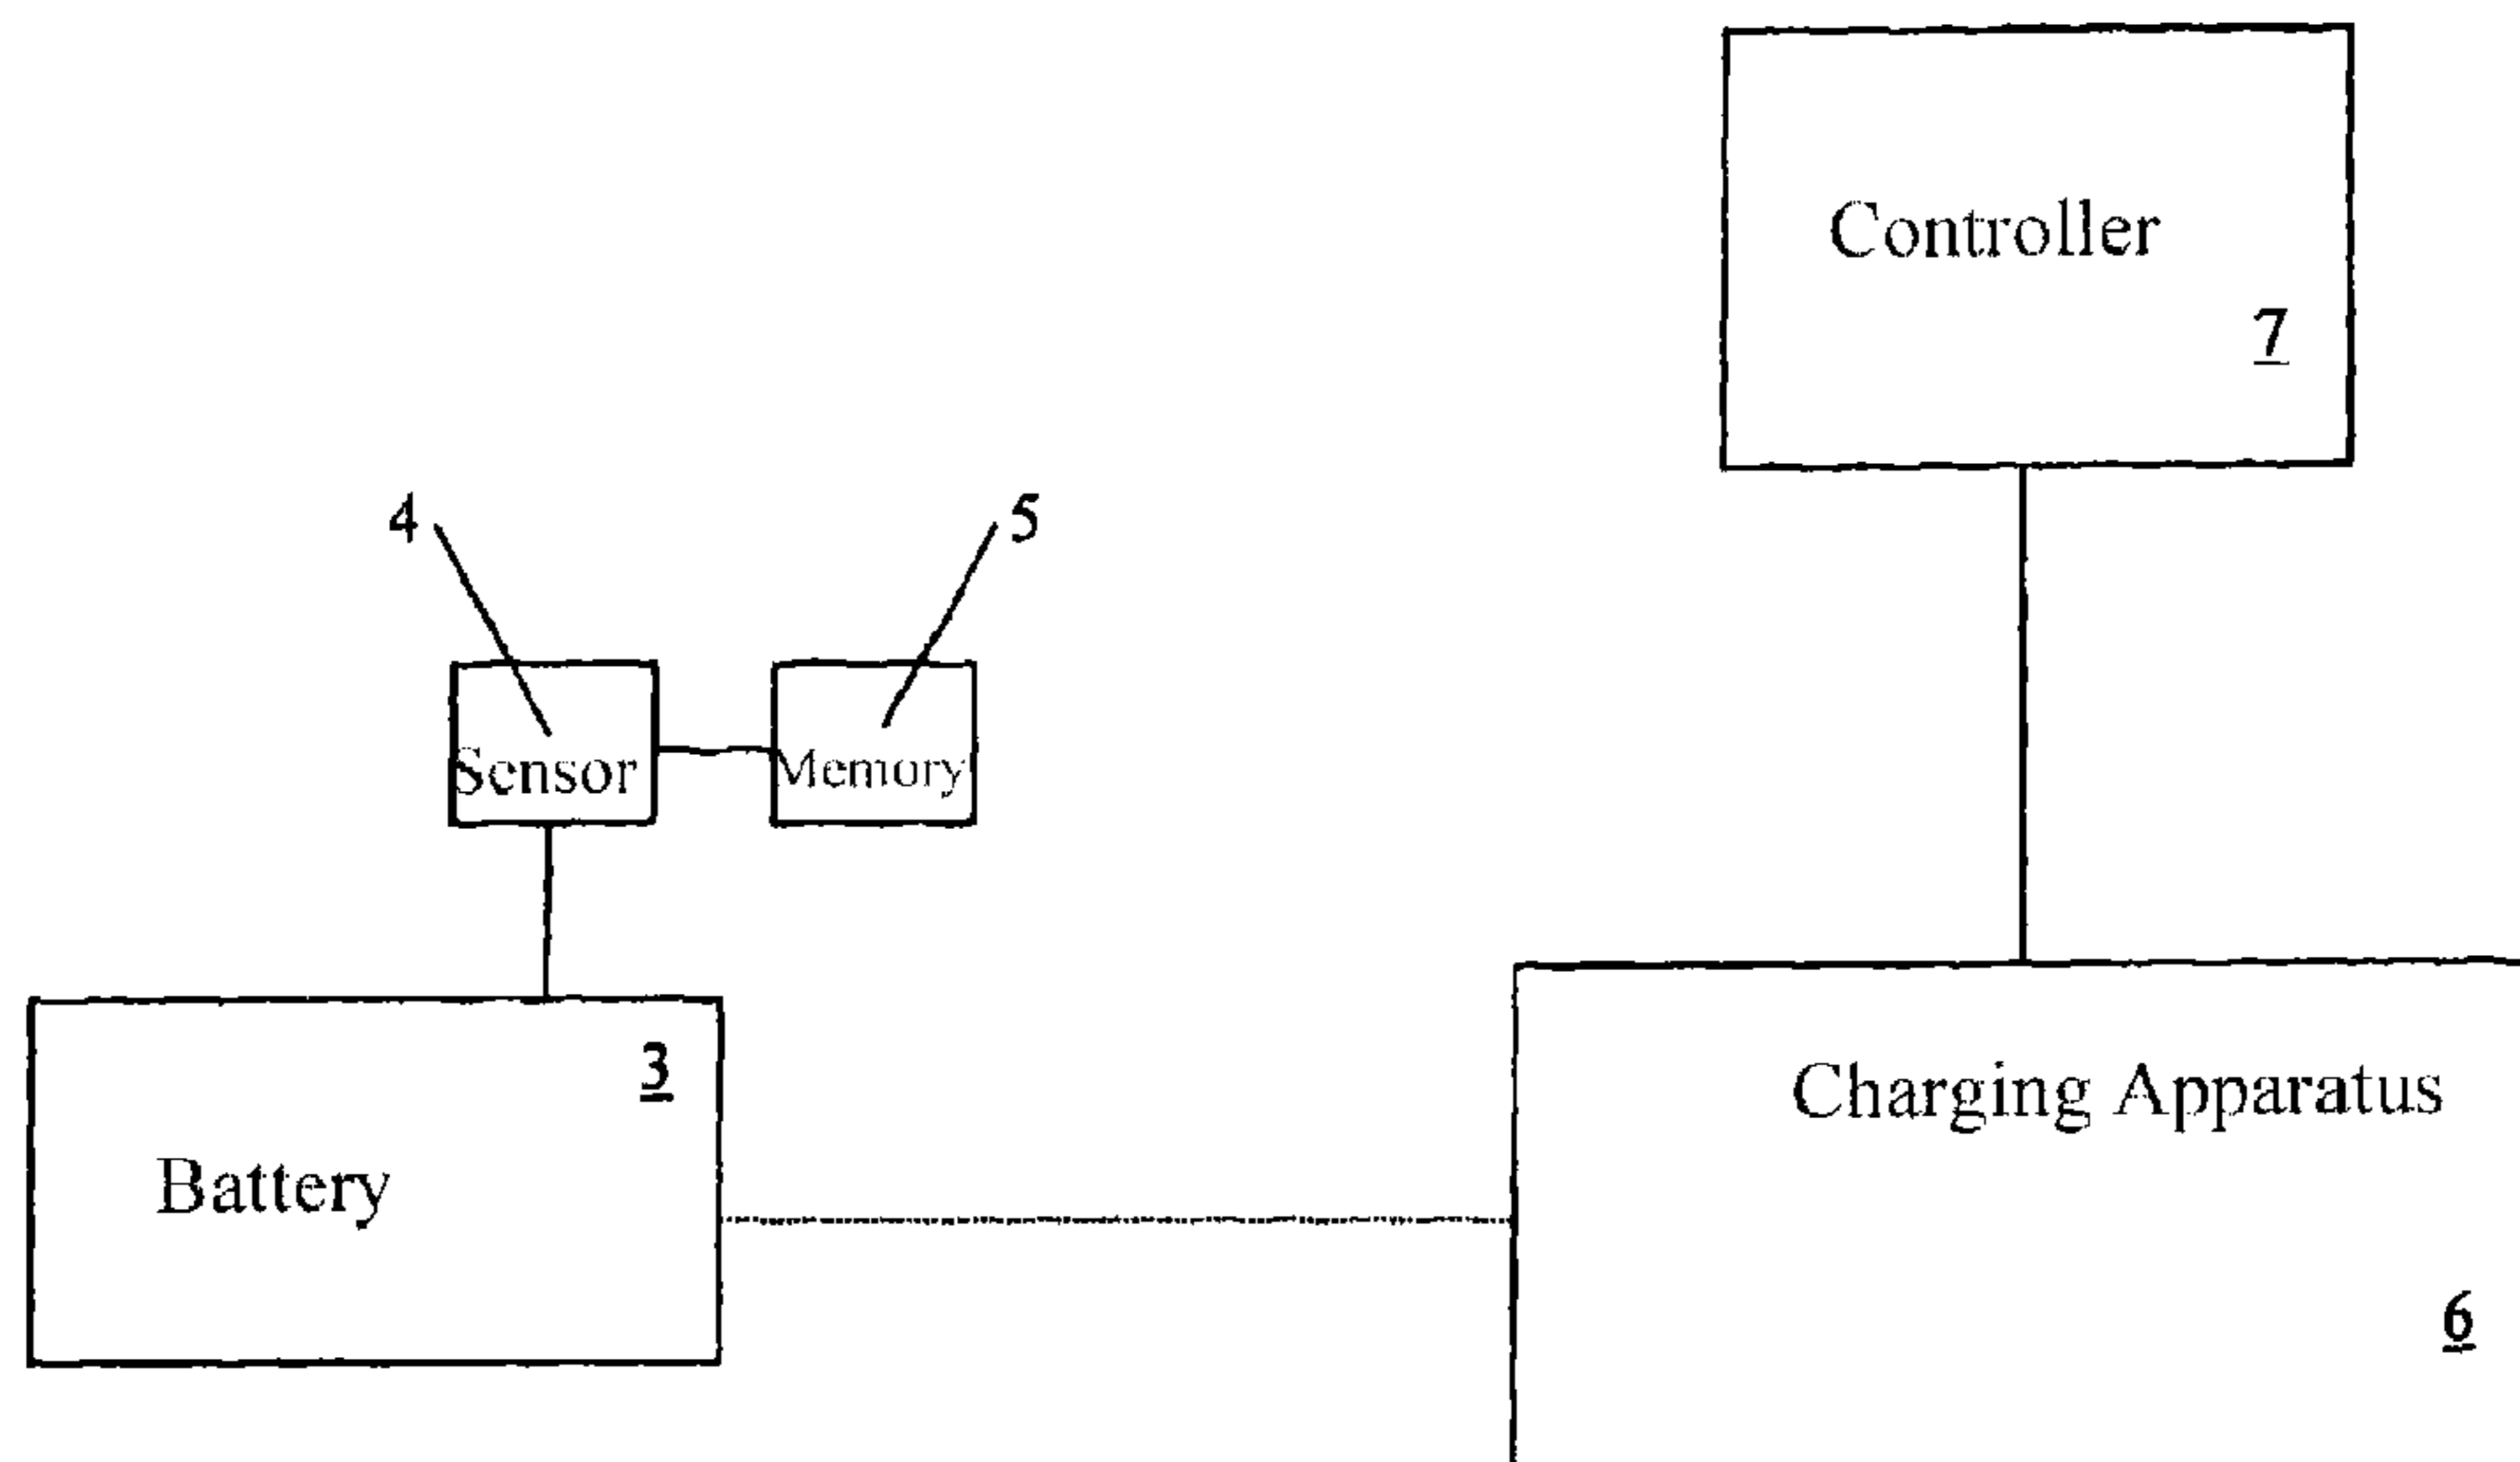 Controller
7
4
5
Sensor
Memory
3
Charging Apparatus
Battery
6